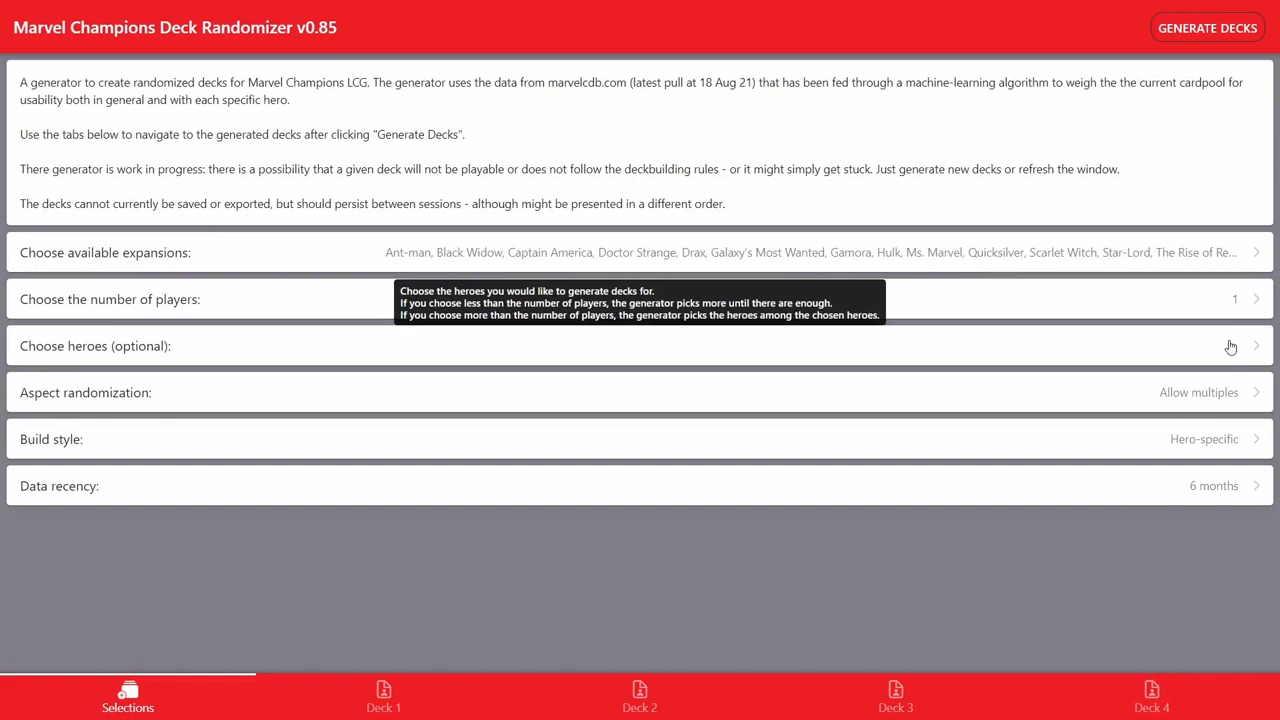 Marvel Champions Deck Randomizer v0.85
GENERATE DECKS
A generator to create randomized decks for Marvel Champions LCG. The generator uses the data from marvelcdb.com (latest pull at 18 Aug 21) that has been fed through a machine-learning algorithm to weigh the the current cardpool for
usability both in general and with each specific hero.
Use the tabs below to navigate to the generated decks after clicking "Generate Decks".
There generator is work in progress: there is a possibility that a given deck will not be playable or does not follow the deckbuilding rules - or it might simply get stuck. Just generate new decks or refresh the window.
The decks cannot currently be saved or exported, but should persist between sessions - although might be presented in a different order.
Choose available expansions:
Ant-man, Black Widow, Captain America, Doctor Strange, Drax, Galaxy's Most Wanted, Gamora, Hulk, Ms. Marvel, Quicksilver, Scarlet Witch, Star-Lord, The Rise of Re...
Choose the number of players:
1
Choose the heroes you would like to generate decks for.
If you choose less than the number of players, the generator picks more until there are enough.
If you choose more than the number of players, the generator picks the heroes among the chosen heroes.
Choose heroes (optional):
Aspect randomization:
Allow multiples
Build style:
Hero-specific
Data recency:
6 months
Selections
Deck 1
Deck 2
Deck 3
Deck 4